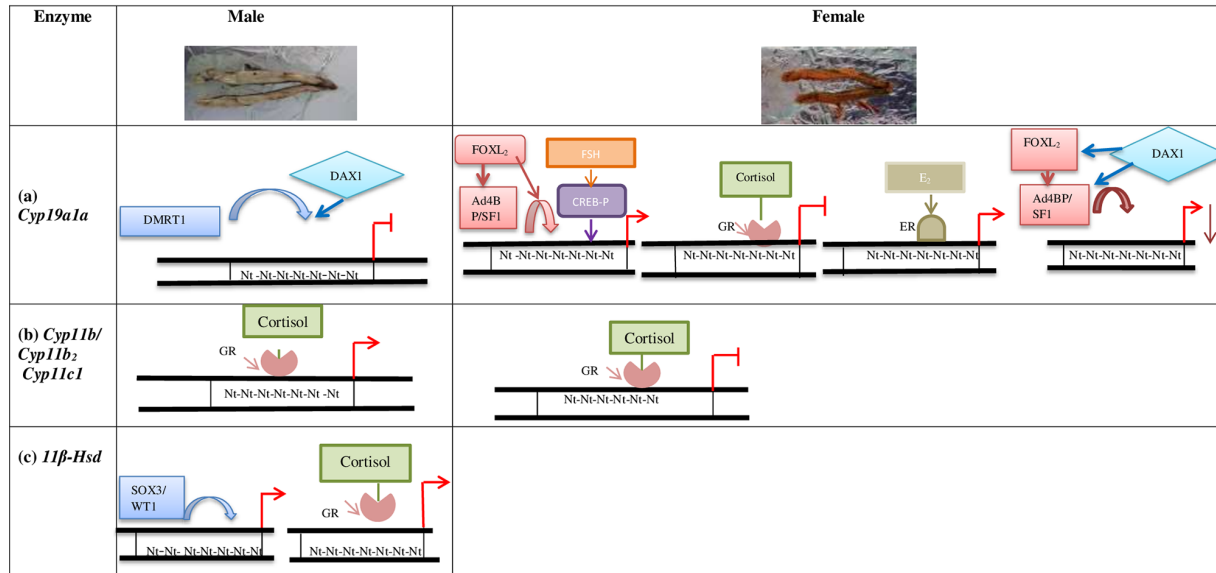 Enzyme
Male
Female
(a)
Cyp19a1a
DMRT1
DAX1
Nt -Nt-Nt-Nt-Nt-Nt-Nt
FOXL2
Ad4B
P/SF1
FSH
CREB-P
Nt -Nt-Nt-Nt-Nt-Nt-Nt
Cortisol
GR
Nt-Nt-Nt-Nt-Nt-Nt-Nt
E2
ER
Nt-Nt-Nt-Nt-Nt-Nt-Nt
FOXL2
DAX1
Ad4BP/
SF1
Nt-Nt-Nt-Nt-Nt-Nt-Nt
(b) Cyp11b/
Cyp11b2
Cyp11c1
Cortisol
GR
Nt-Nt-Nt-Nt-Nt-Nt -Nt
Cortisol
GR
Nt-Nt-Nt-Nt-Nt-Nt
(c) 11β-Hsd
SOX3/
WT1
Nt-Nt- Nt-Nt-Nt-Nt-Nt
Cortisol
GR
Nt-Nt-Nt-Nt-Nt-Nt-Nt